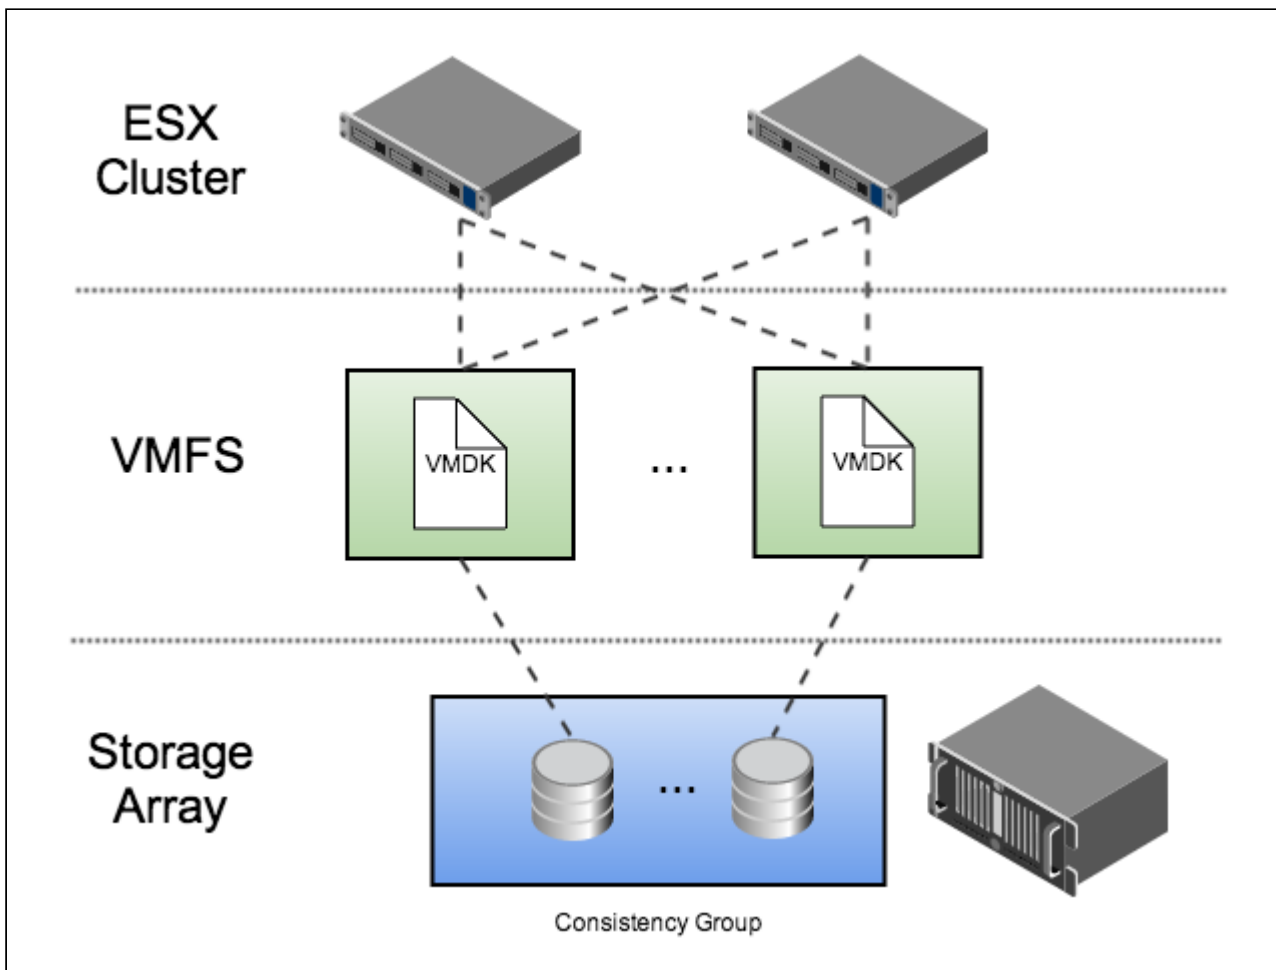 ESX
Cluster
VMFS
VMDK
...
VMDK
Storage
Array
...
Consistency Group